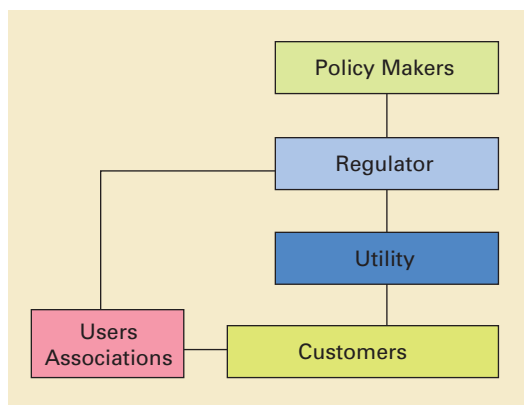 Policy Makers
Regulator
Utility
Users
Associations
Customers